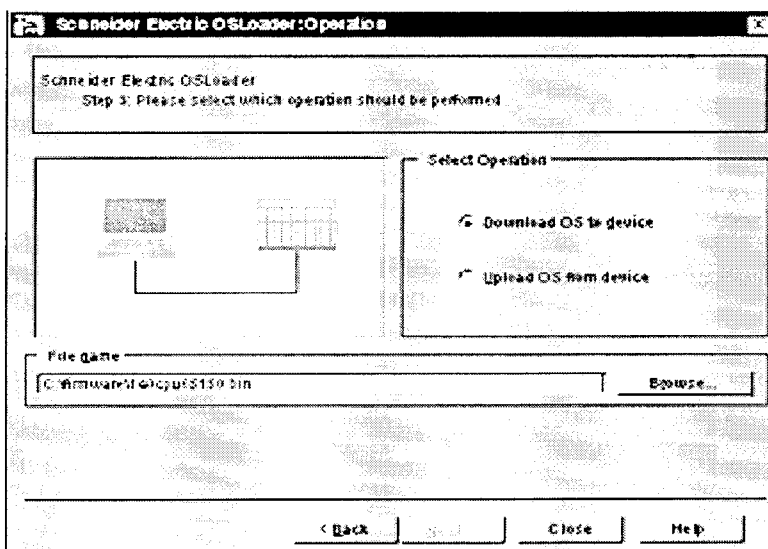 Schneider Electric OSLoader:Operation
Schneider Electric OSLoader
Step 3: Please select which operation should be performed
Select Operation
Download OS to device
Upload OS from device
File name
Browse...
< Back
Close
Help